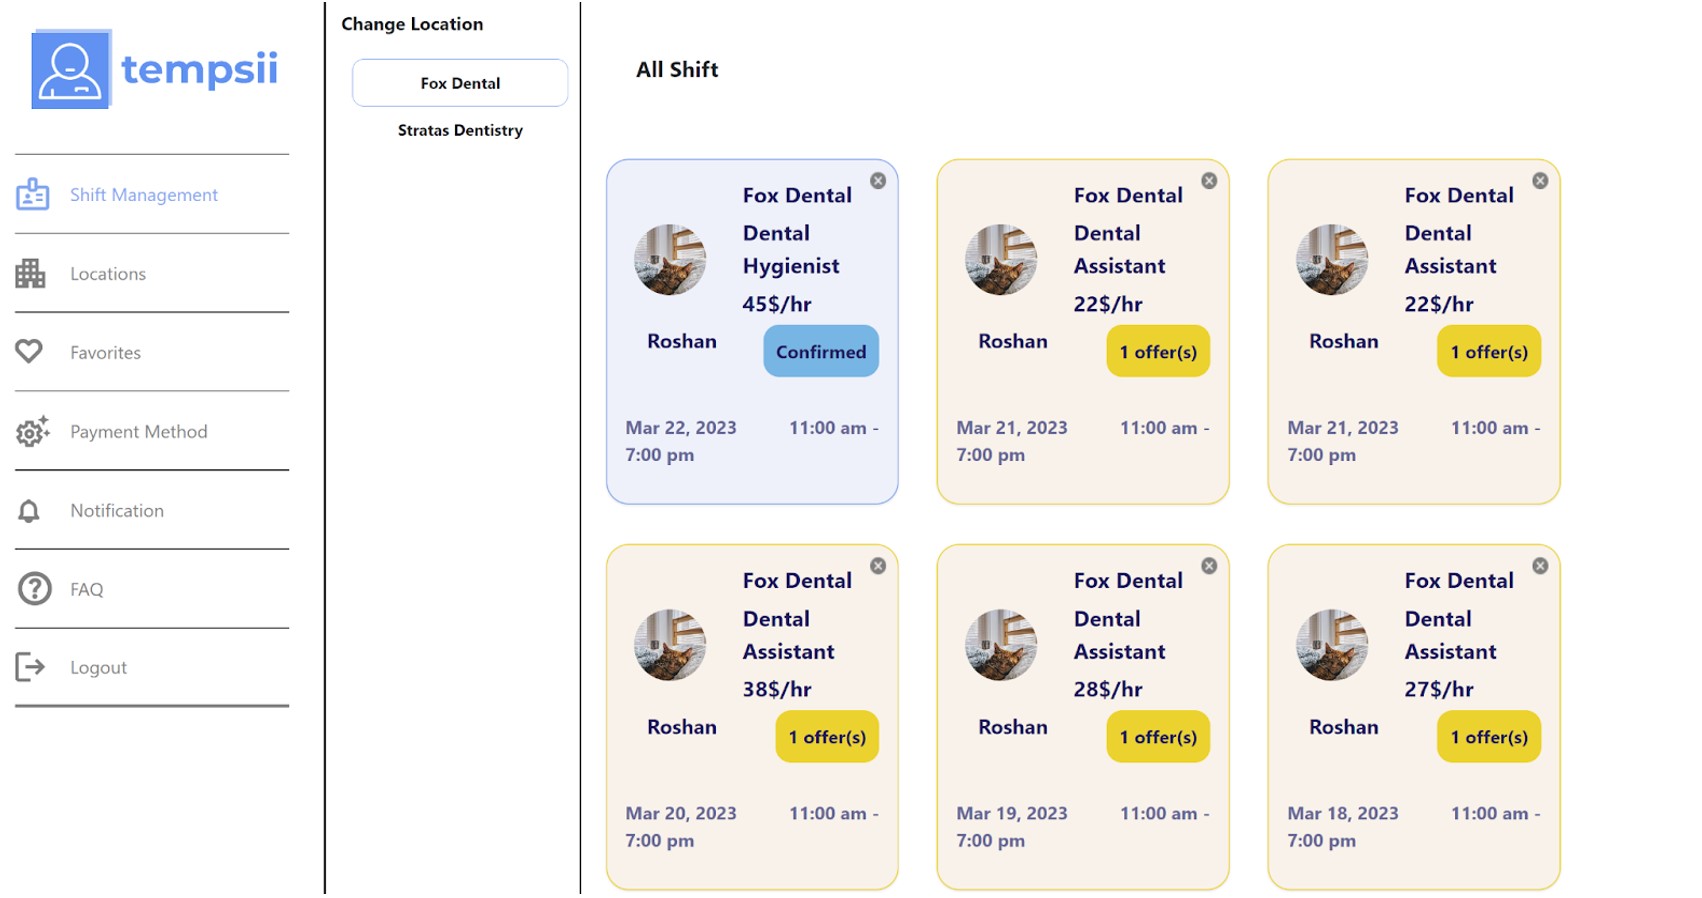 tempsii
Shift Management
Locations
Favorites
Payment Method
Notification
FAQ
Logout
Change Location
Fox Dental
Stratas Dentistry
All Shift
Fox Dental
Dental
Hygienist
45$/hr
Roshan
Confirmed
Mar 22, 2023 11:00 am -
7:00 pm
Fox Dental
Dental
Assistant
22$/hr
Roshan
1 offer(s)
Mar 21, 2023 11:00 am -
7:00 pm
Fox Dental
Dental
Assistant
22$/hr
Roshan
1 offer(s)
Mar 21, 2023 11:00 am -
7:00 pm
Fox Dental
Dental
Assistant
38$/hr
Roshan
1 offer(s)
Mar 20, 2023 11:00 am -
7:00 pm
Fox Dental
Dental
Assistant
28$/hr
Roshan
1 offer(s)
Mar 19, 2023 11:00 am -
7:00 pm
Fox Dental
Dental
Assistant
27$/hr
Roshan
1 offer(s)
Mar 18, 2023 11:00 am -
7:00 pm